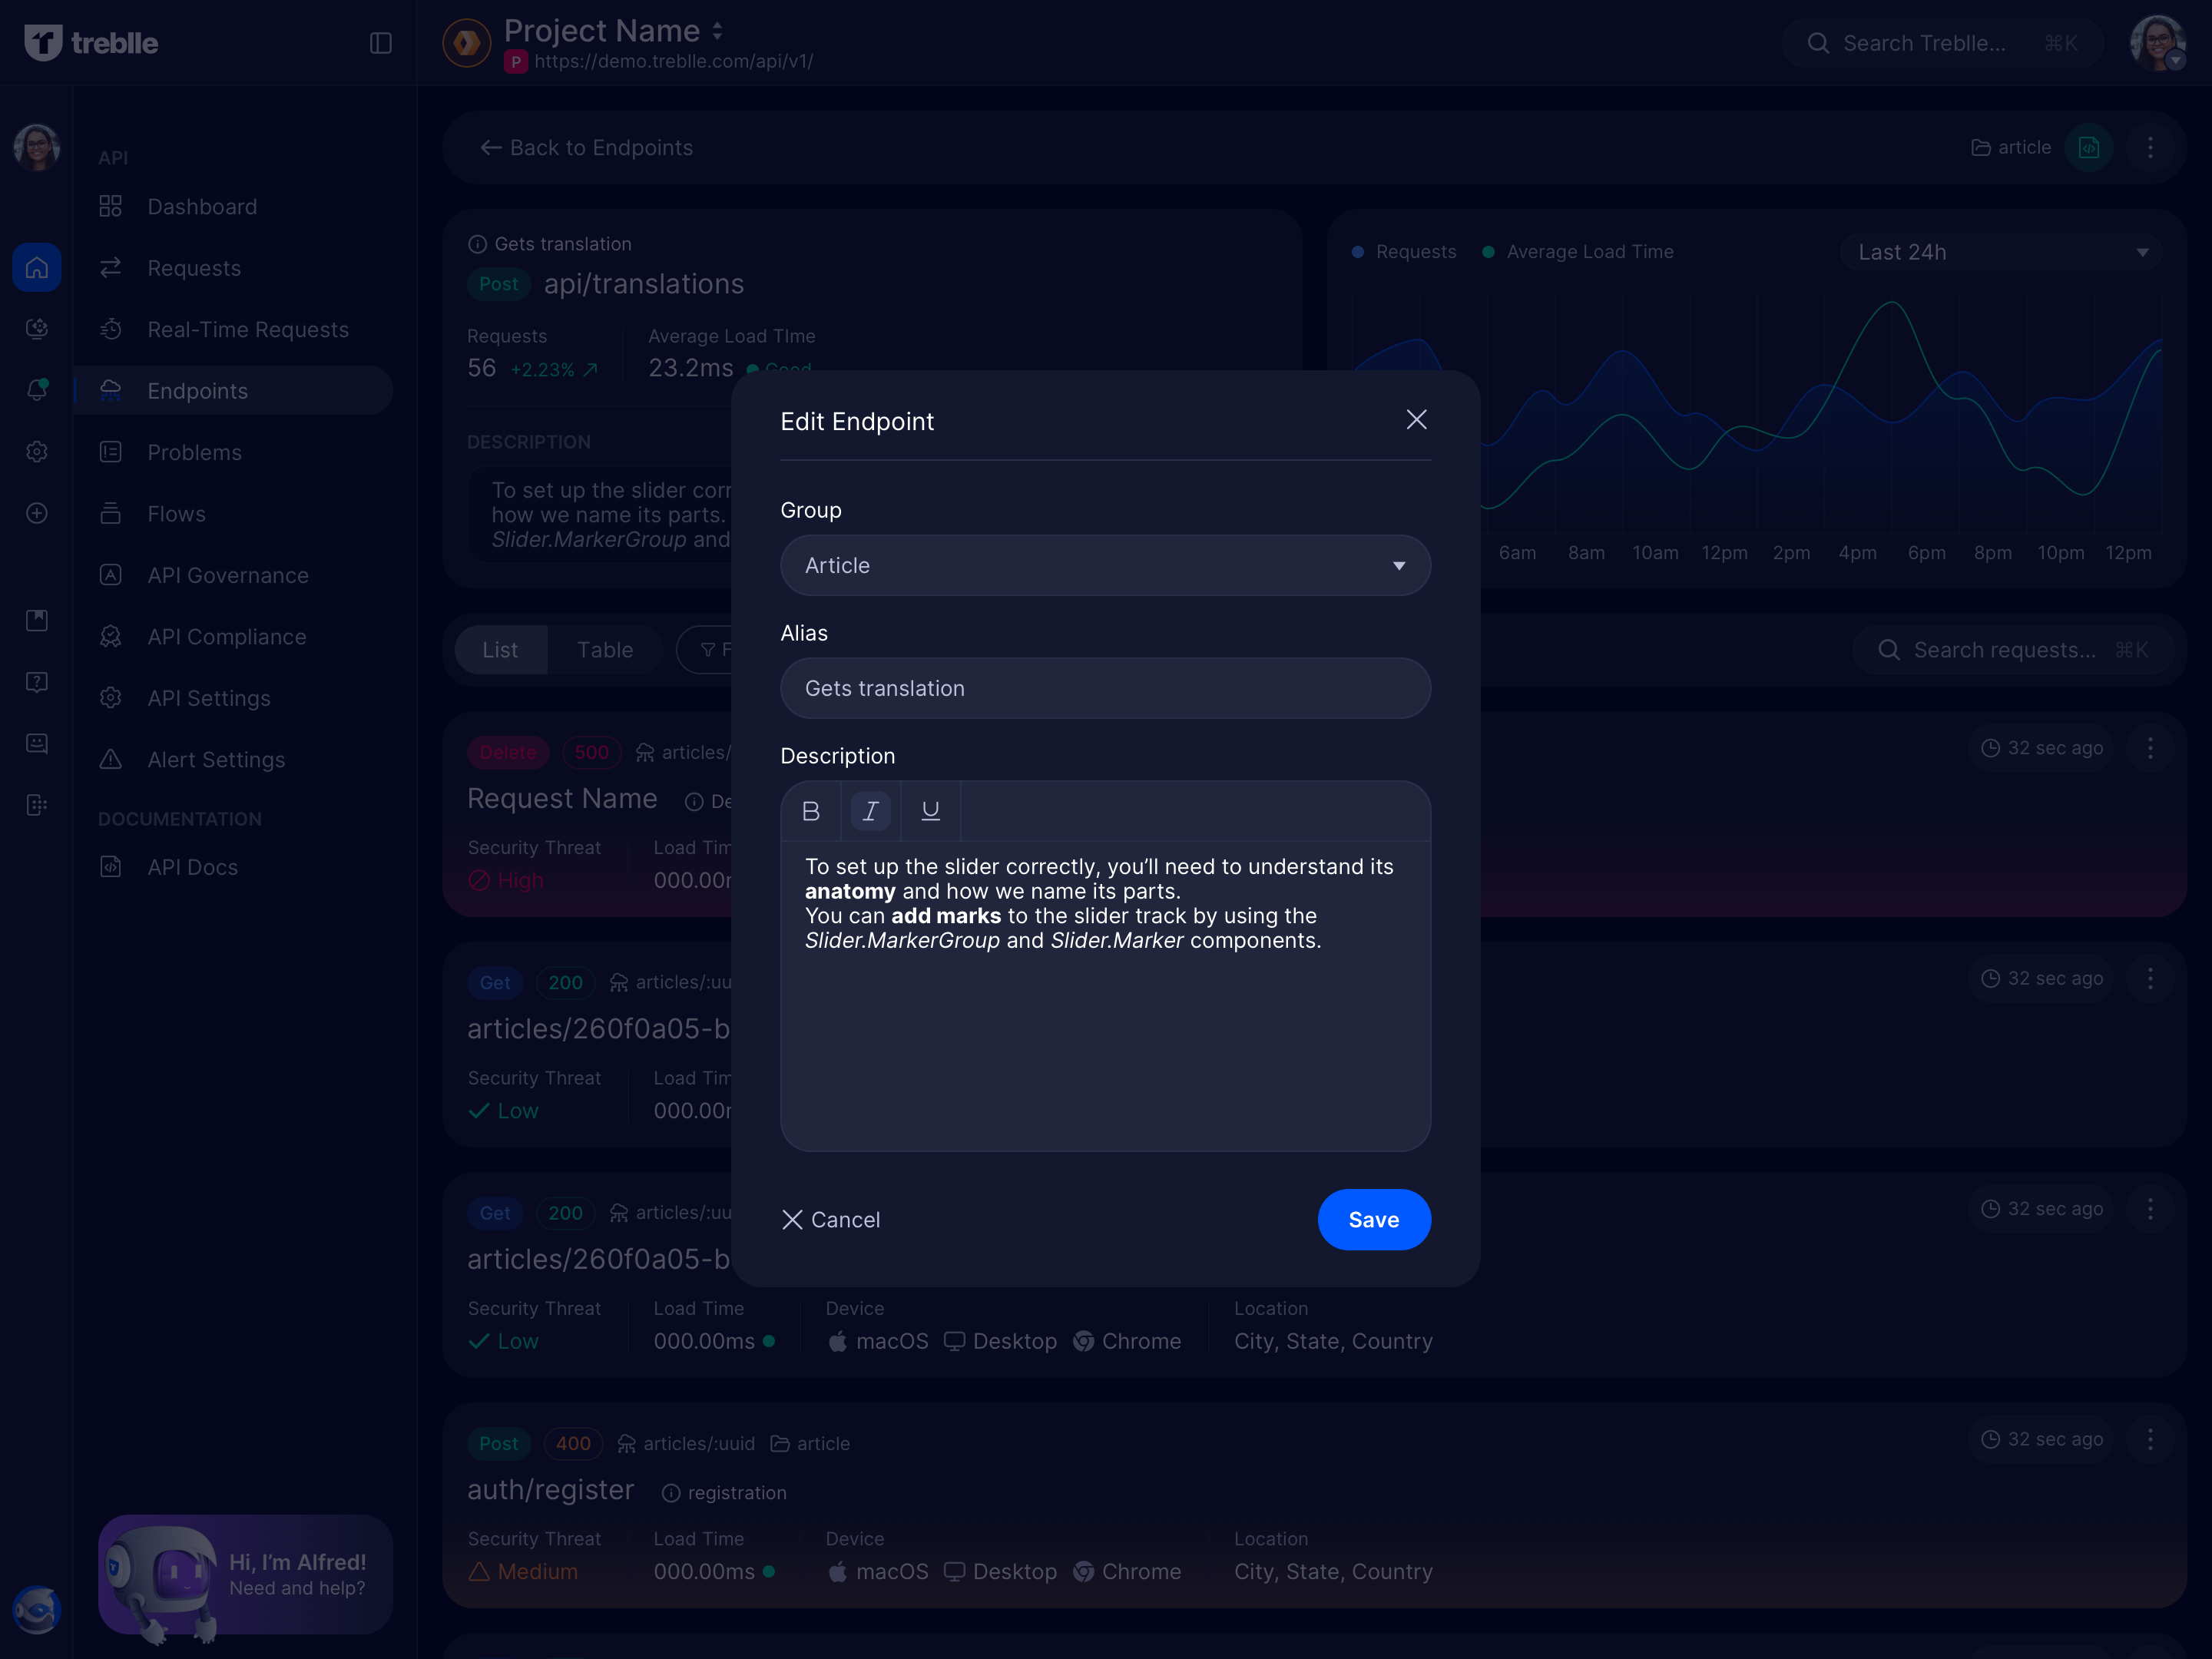 treblle
Project Name
P https://demo.treblle.com/api/v1/
Search Treblle... ⌘K
API
Dashboard
Requests
Real-Time Requests
Endpoints
Problems
Flows
API Governance
API Compliance
API Settings
Alert Settings
DOCUMENTATION
API Docs
Hi, I'm Alfred!
Need and help?
Back to Endpoints
article
Gets translation
Post api/translations
Requests
56 +2.23%
Average Load TIme
23.2ms Good
DESCRIPTION
To set up the slider corr
how we name its parts.
Slider.MarkerGroup and
Requests
Average Load Time
Last 24h
6am 8am 10am 12pm 2pm 4pm 6pm 8pm 10pm 12pm
List
Table
F
Search requests... ⌘K
Edit Endpoint
Group
Article
Alias
Gets translation
Description
B I U
To set up the slider correctly, you’ll need to understand its
anatomy and how we name its parts.
You can add marks to the slider track by using the
Slider.MarkerGroup and Slider.Marker components.
Cancel
Save
Delete 500 articles/
32 sec ago
Request Name De
Security Threat
High
Load Tim
000.00r
Get 200 articles/:uu
32 sec ago
articles/260f0a05-b
Security Threat
Low
Load Tim
000.00r
Get 200 articles/:uu
32 sec ago
articles/260f0a05-b
Security Threat
Low
Load Time
000.00ms
Device
macOS Desktop Chrome
Location
City, State, Country
Post 400 articles/:uuid article
32 sec ago
auth/register registration
Security Threat
Medium
Load Time
000.00ms
Device
macOS Desktop Chrome
Location
City, State, Country